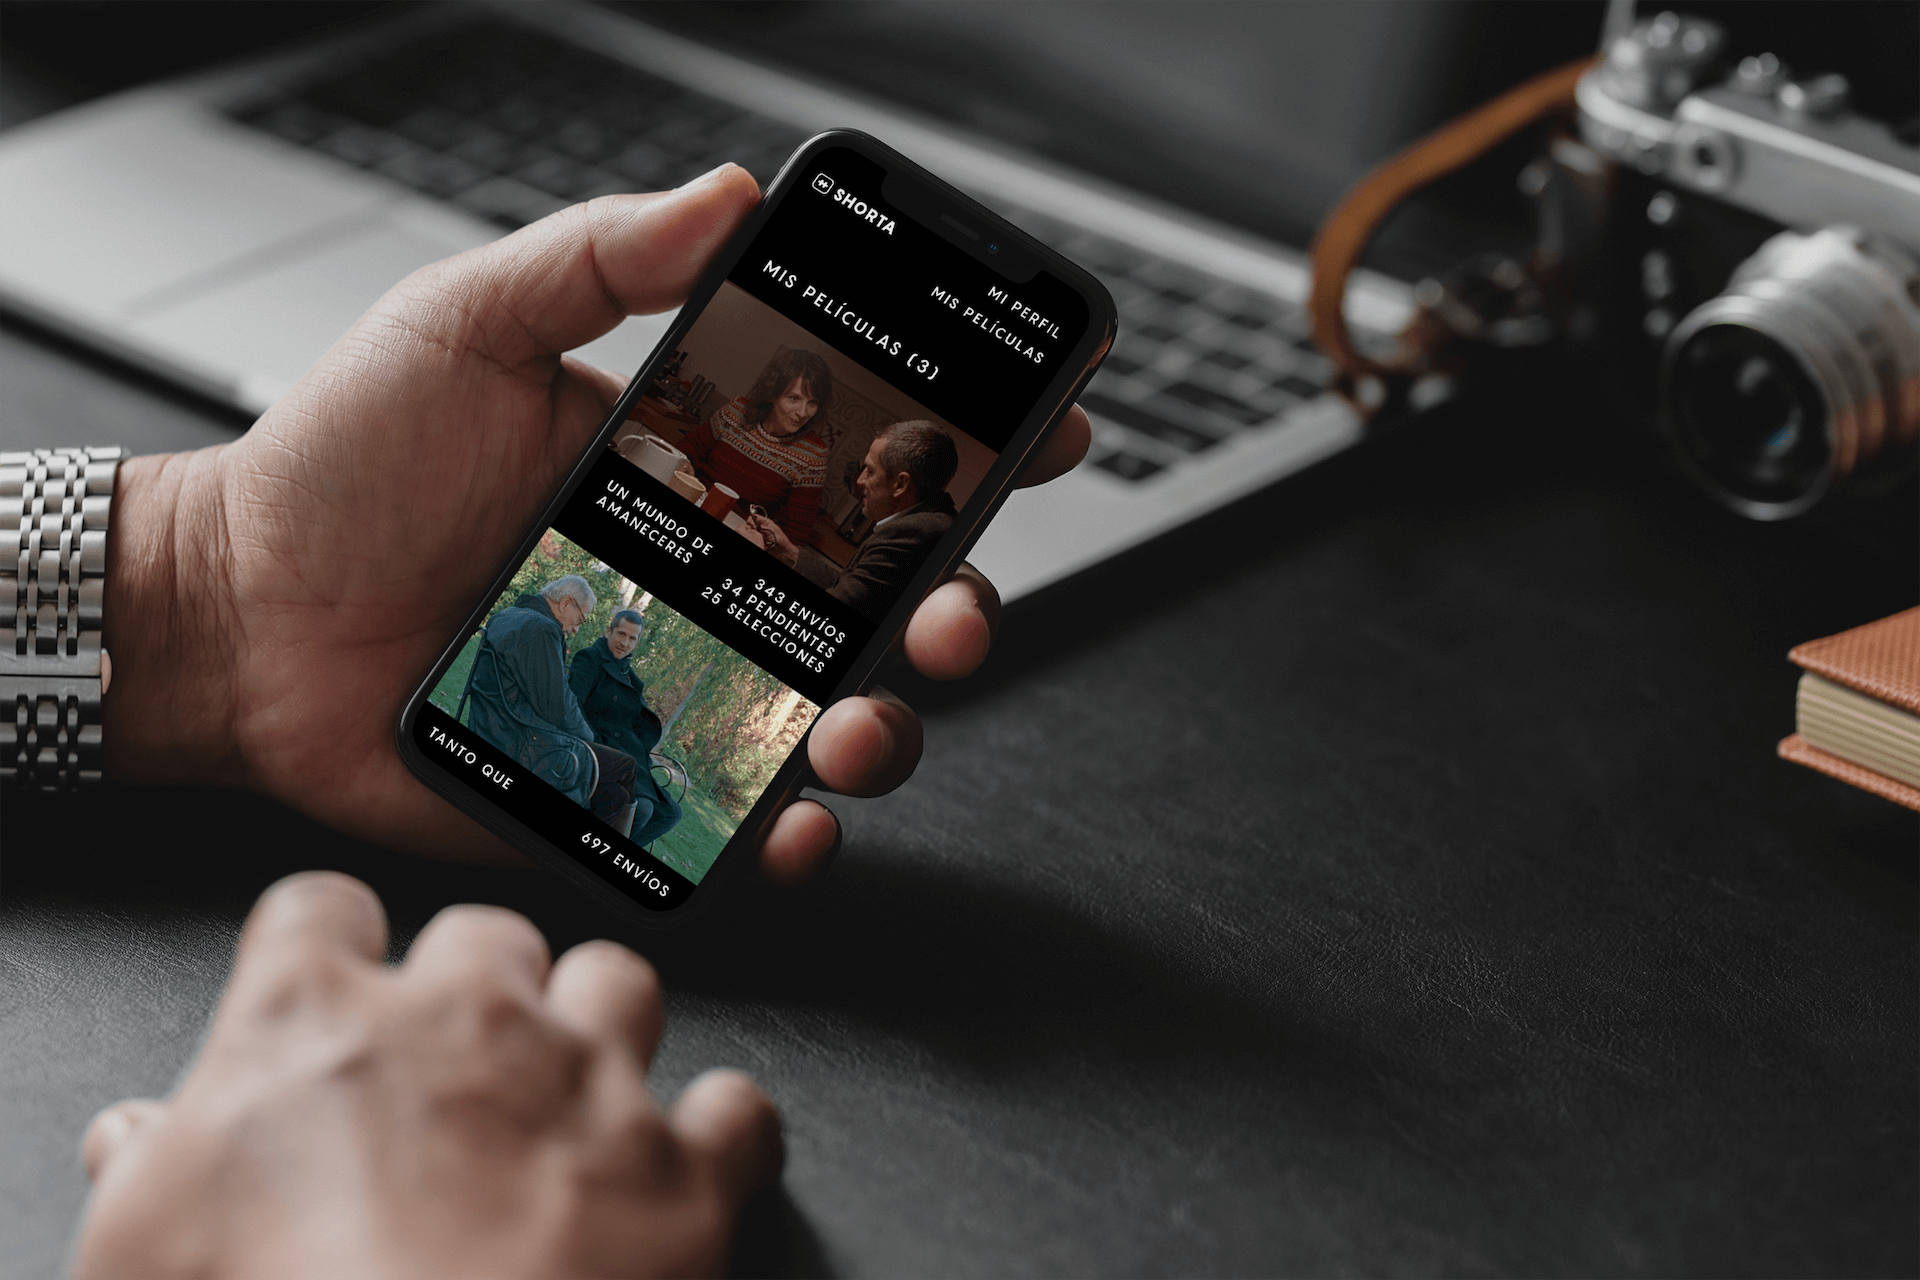 SHORTA
MI PERFIL
MIS PELÍCULAS
MIS PELÍCULAS (3)
UN MUNDO DE
AMANECERES
343 ENVÍOS
34 PENDIENTES
25 SELECCIONES
TANTO QUE
697 ENVÍOS